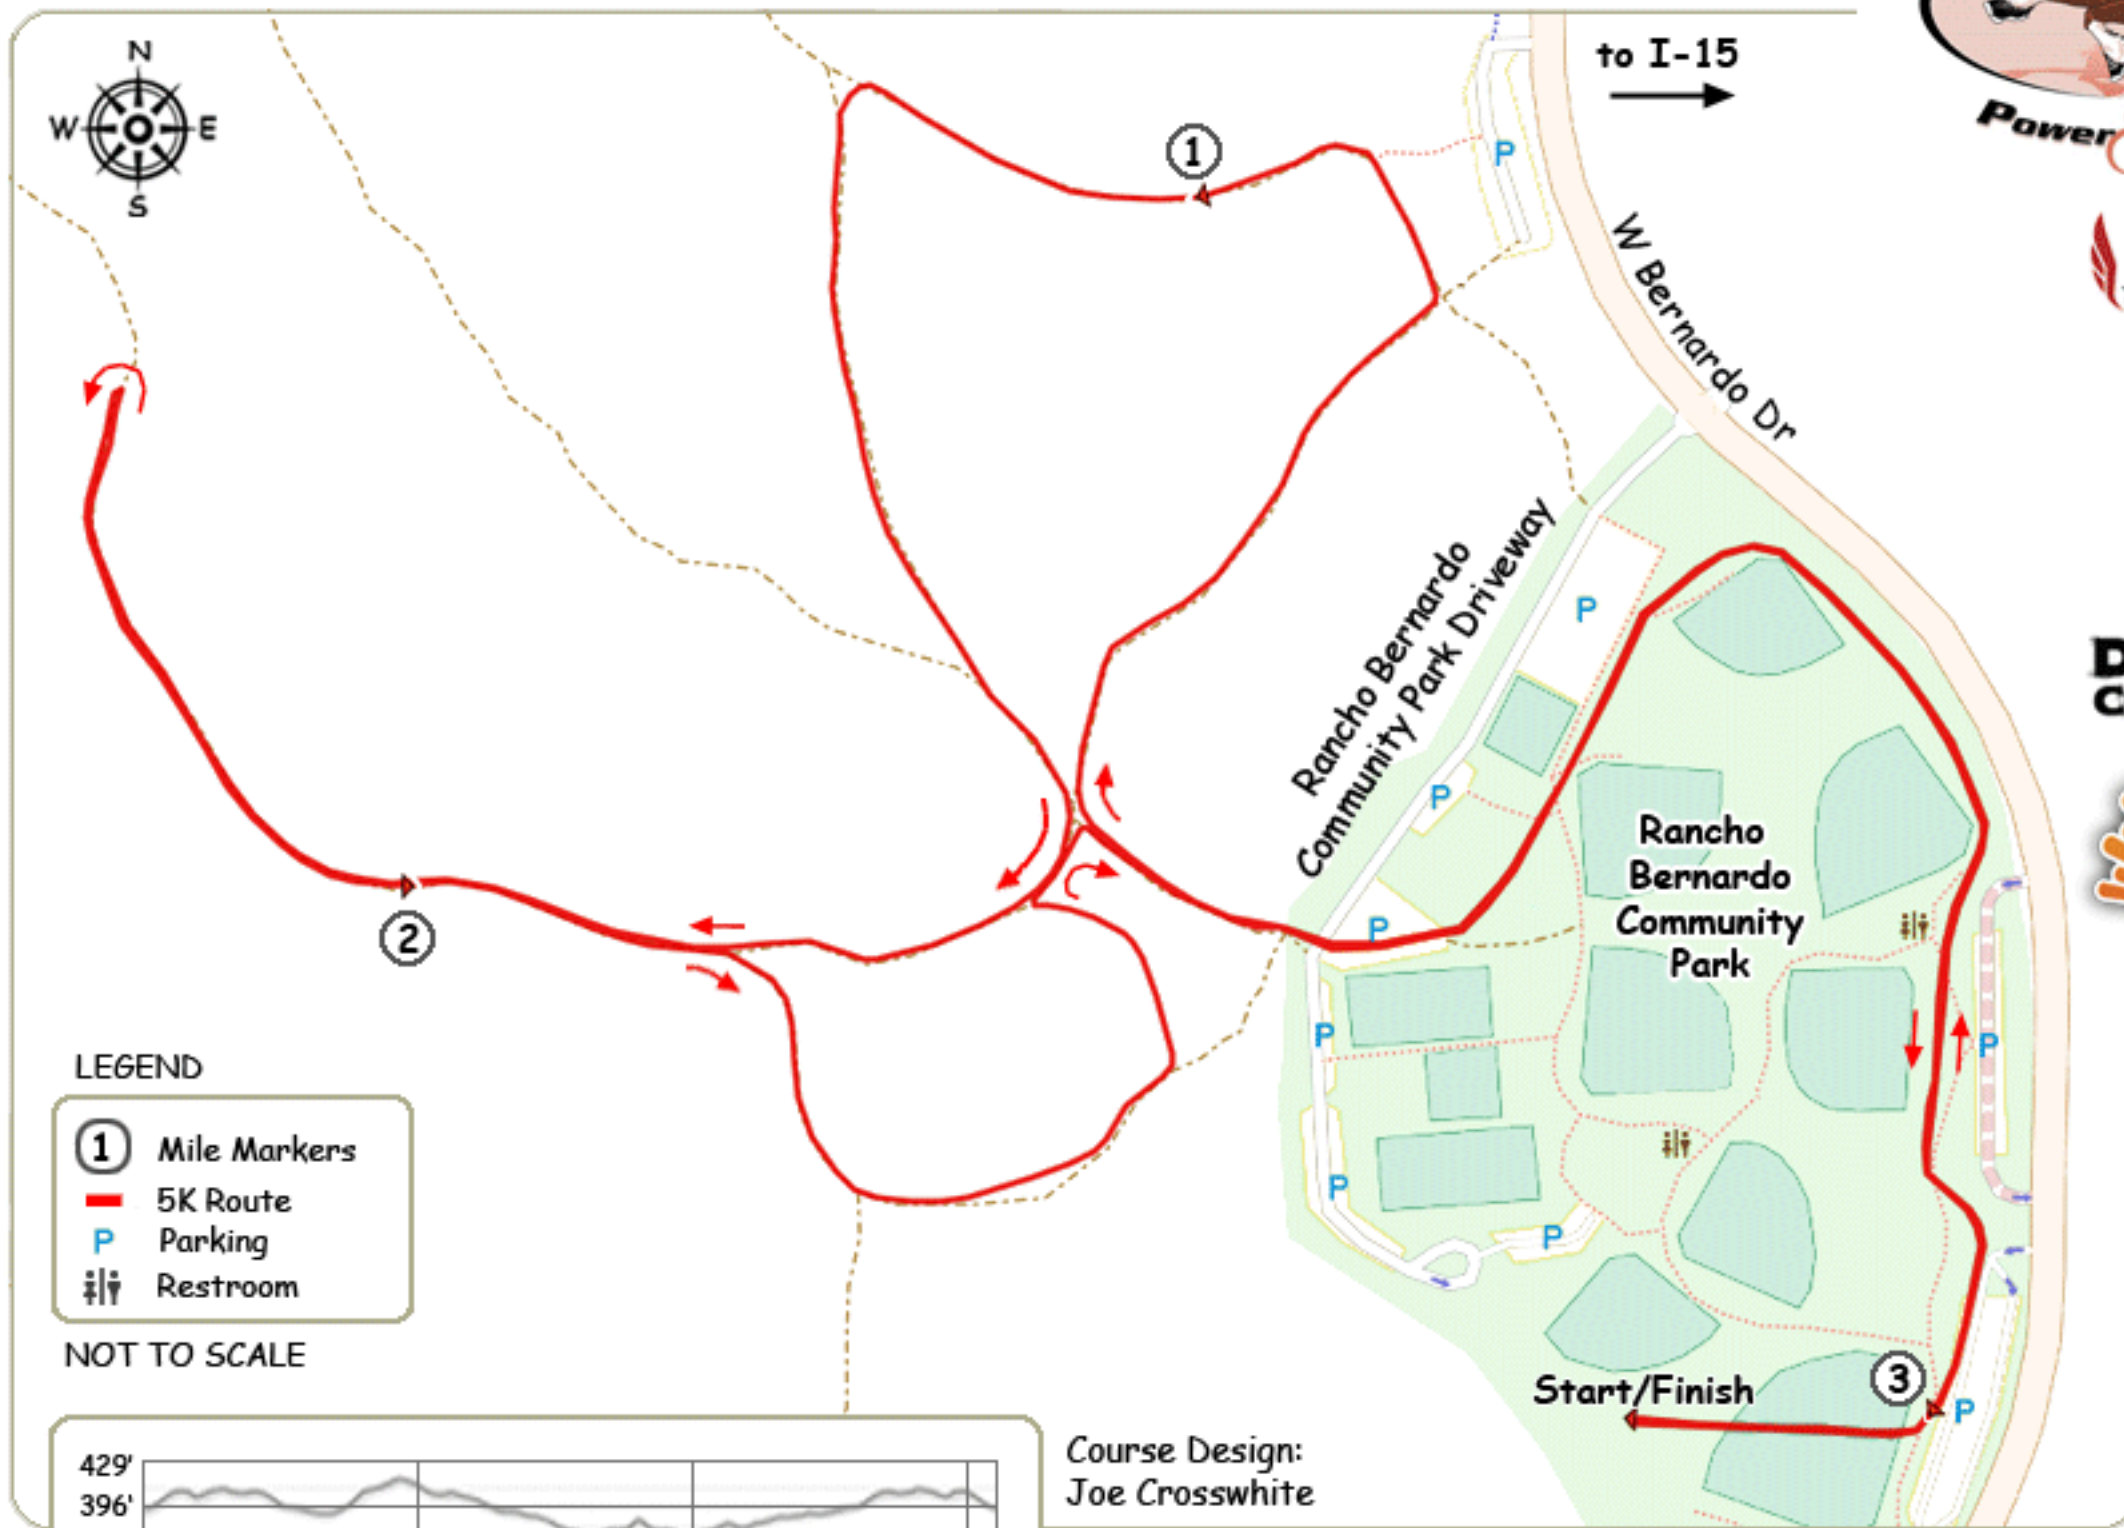 N
W E
S
to I-15
Power
1
W Bernardo Dr
P
Rancho Bernardo
Community Park Driveway
P
P
Rancho
Bernardo
Community
Park
P
2
P
P
P
P
LEGEND
1 Mile Markers
5K Route
P Parking
Restroom
NOT TO SCALE
Start/Finish
3
P
429'
396'
Course Design:
Joe Crosswhite